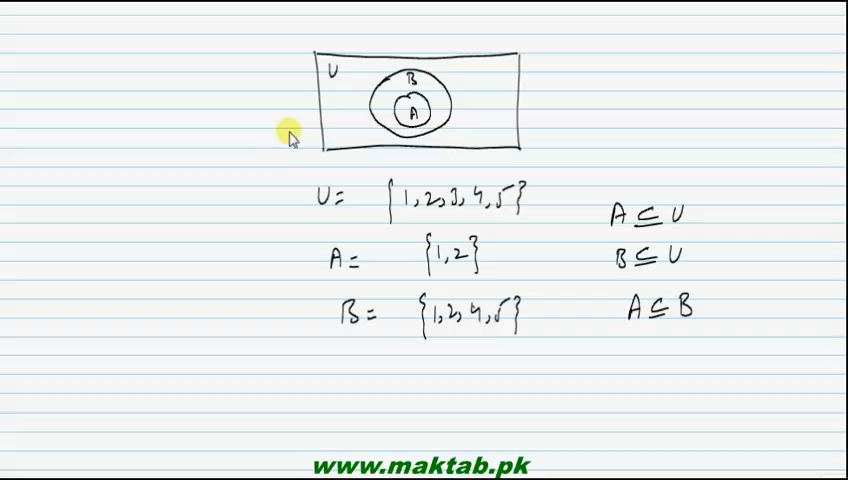 U
B
A
U = {1, 2, 3, 4, 5}
A ⊆ U
A = {1, 2}
B ⊆ U
B = {1, 2, 4, 5}
A ⊆ B
www.maktab.pk